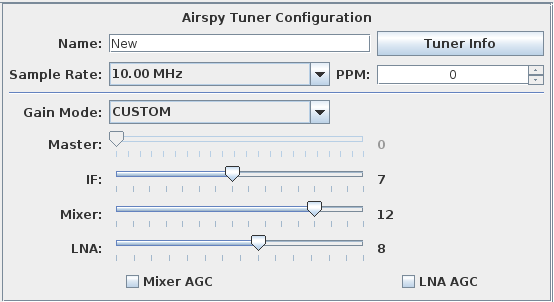 Airspy Tuner Configuration
Name: New Tuner Info
Sample Rate: 10.00 MHz PPM: 0
Gain Mode: CUSTOM
Master: 0
IF: 7
Mixer: 12
LNA: 8
Mixer AGC LNA AGC